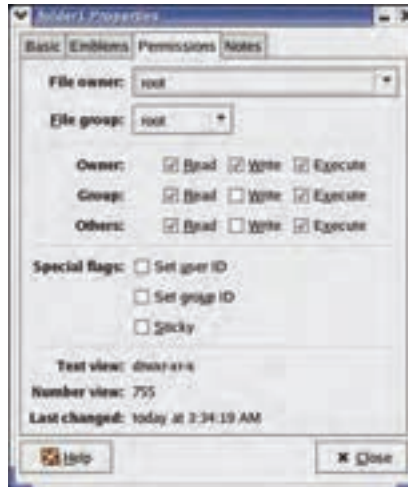 folder1 Properties
Basic Emblems Permissions Notes
File owner: root
File group: root
Owner: Read Write Execute
Group: Read Write Execute
Others: Read Write Execute
Special flags: Set user ID
Set group ID
Sticky
Text view:
Number view: 755
Last changed: today at 3:34:19 AM
Help Close